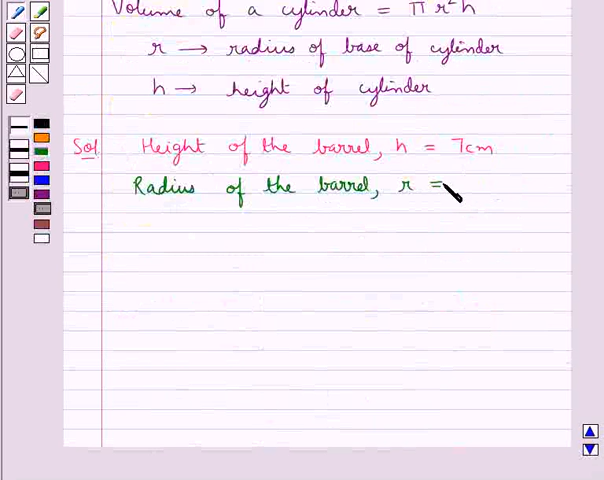 Volume of a cylinder = π r² h
r → radius of base of cylinder
h → height of cylinder
Sol. Height of the barrel, h = 7cm
Radius of the barrel, r =